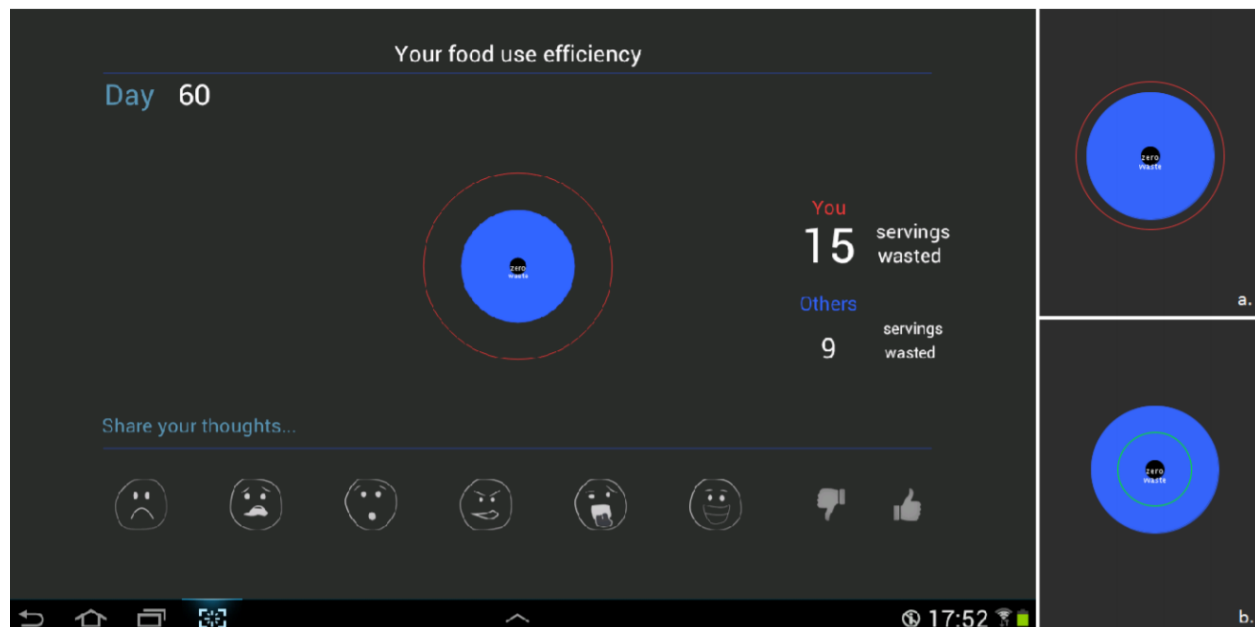 Your food use efficiency
Day 60
zero
waste
You
15 servings
wasted
Others
9 servings
wasted
Share your thoughts...
17:52
zero
waste
a.
zero
waste
b.